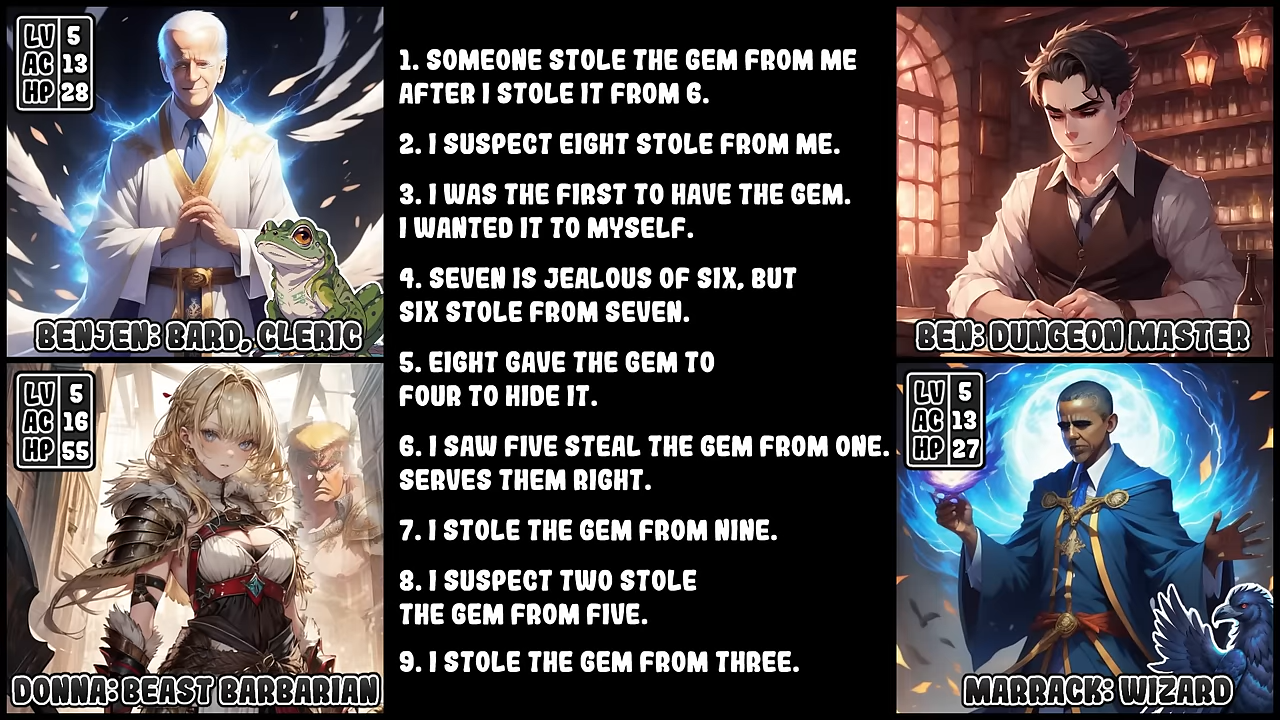 LV 5
AC 13
HP 28
BENJEN: BARD, CLERIC
LV 5
AC 16
HP 55
DONNA: BEAST BARBARIAN
1. SOMEONE STOLE THE GEM FROM ME
AFTER I STOLE IT FROM 6.
2. I SUSPECT EIGHT STOLE FROM ME.
3. I WAS THE FIRST TO HAVE THE GEM.
I WANTED IT TO MYSELF.
4. SEVEN IS JEALOUS OF SIX, BUT
SIX STOLE FROM SEVEN.
5. EIGHT GAVE THE GEM TO
FOUR TO HIDE IT.
6. I SAW FIVE STEAL THE GEM FROM ONE.
SERVES THEM RIGHT.
7. I STOLE THE GEM FROM NINE.
8. I SUSPECT TWO STOLE
THE GEM FROM FIVE.
9. I STOLE THE GEM FROM THREE.
BEN: DUNGEON MASTER
LV 5
AC 13
HP 27
MARRACK: WIZARD